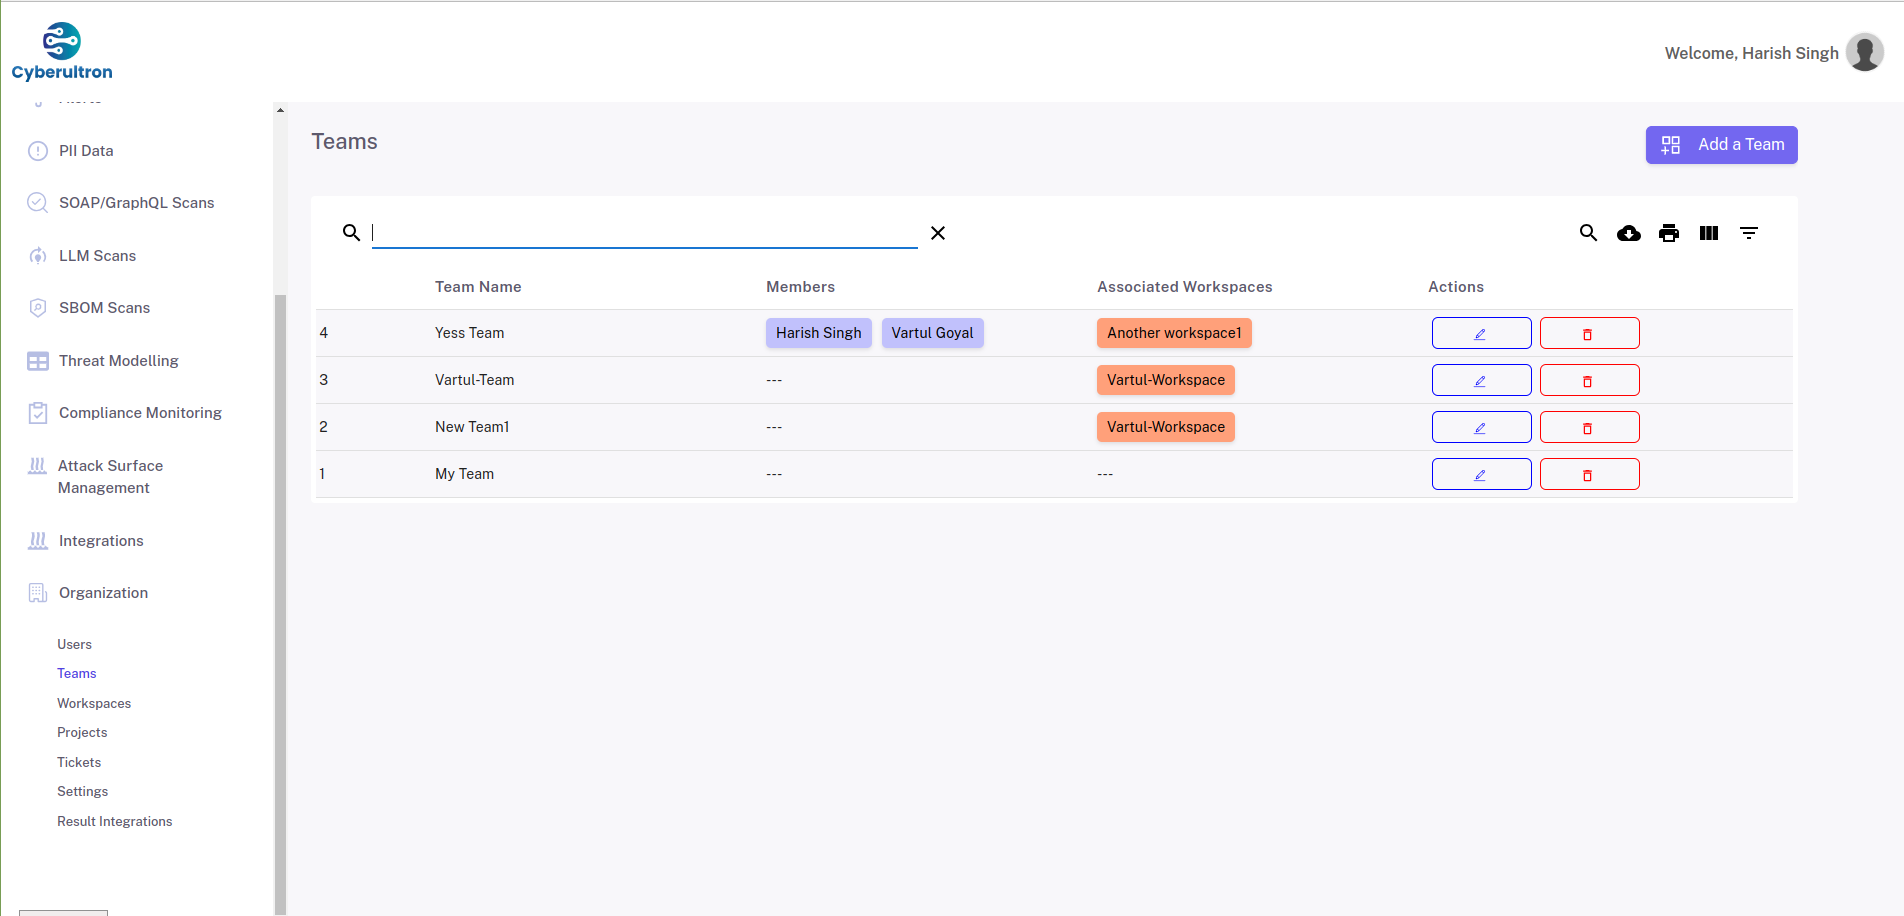 Cyberultron
Welcome, Harish Singh
Alerts
PII Data
SOAP/GraphQL Scans
LLM Scans
SBOM Scans
Threat Modelling
Compliance Monitoring
Attack Surface
Management
Integrations
Organization
Users
Teams
Workspaces
Projects
Tickets
Settings
Result Integrations
Teams
Add a Team
Team Name Members Associated Workspaces Actions
4 Yess Team Harish Singh Vartul Goyal Another workspace1
3 Vartul-Team --- Vartul-Workspace
2 New Team1 --- Vartul-Workspace
1 My Team --- ---